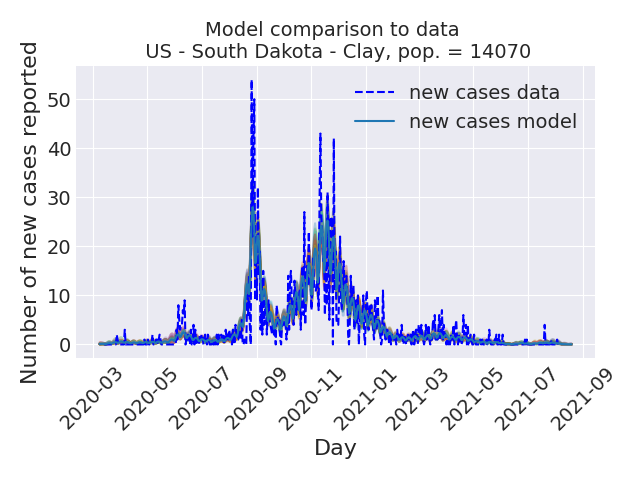 Model comparison to data
US - South Dakota - Clay, pop. = 14070
new cases data
new cases model
Number of new cases reported
50
40
30
20
10
0
2020-03
2020-05
2020-07
2020-09
2020-11
2021-01
2021-03
2021-05
2021-07
2021-09
Day